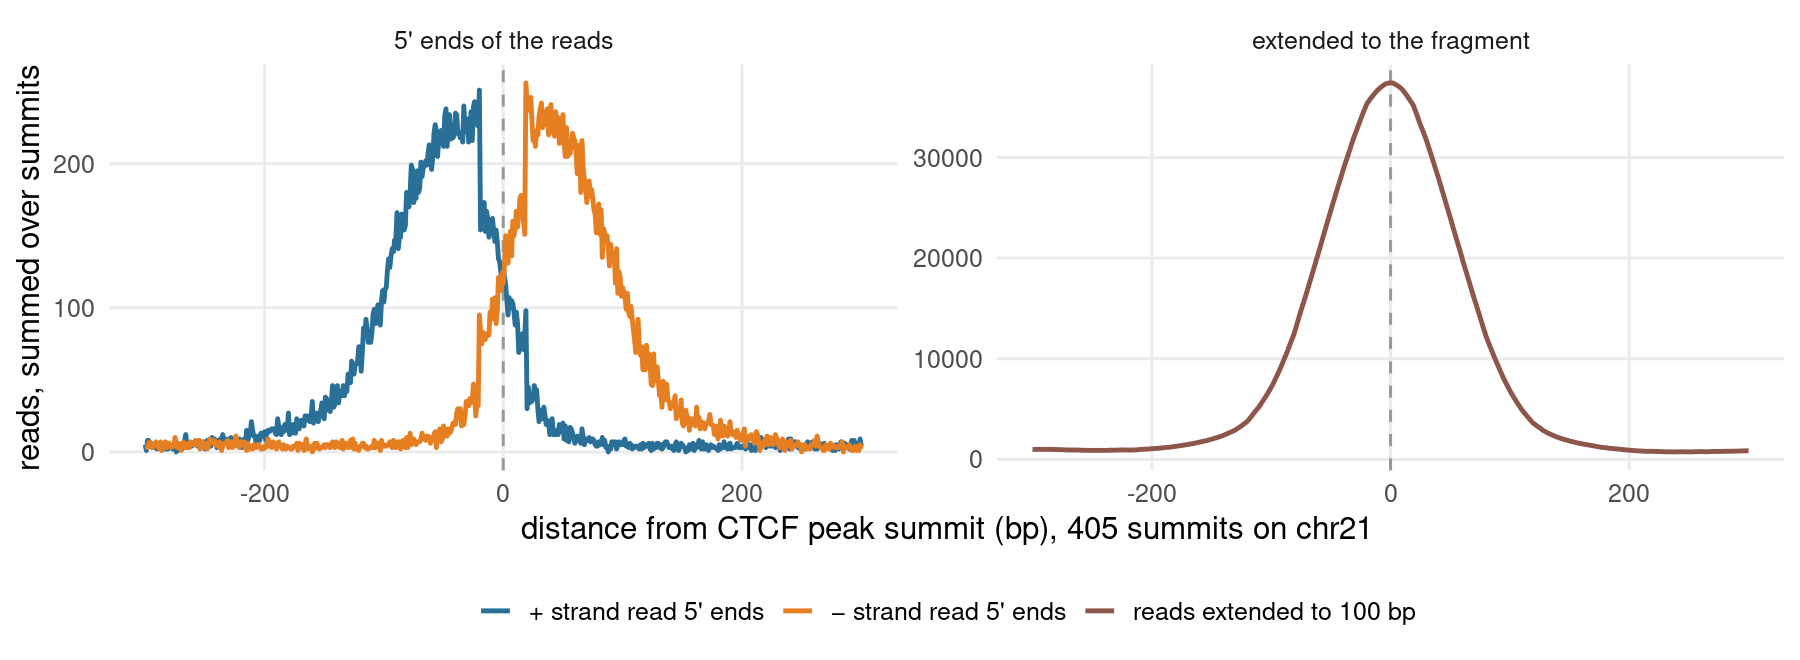 5' ends of the reads
extended to the fragment
reads, summed over summits
200
100
0
30000
20000
10000
0
-200
0
200
-200
0
200
distance from CTCF peak summit (bp), 405 summits on chr21
+ strand read 5' ends
− strand read 5' ends
reads extended to 100 bp